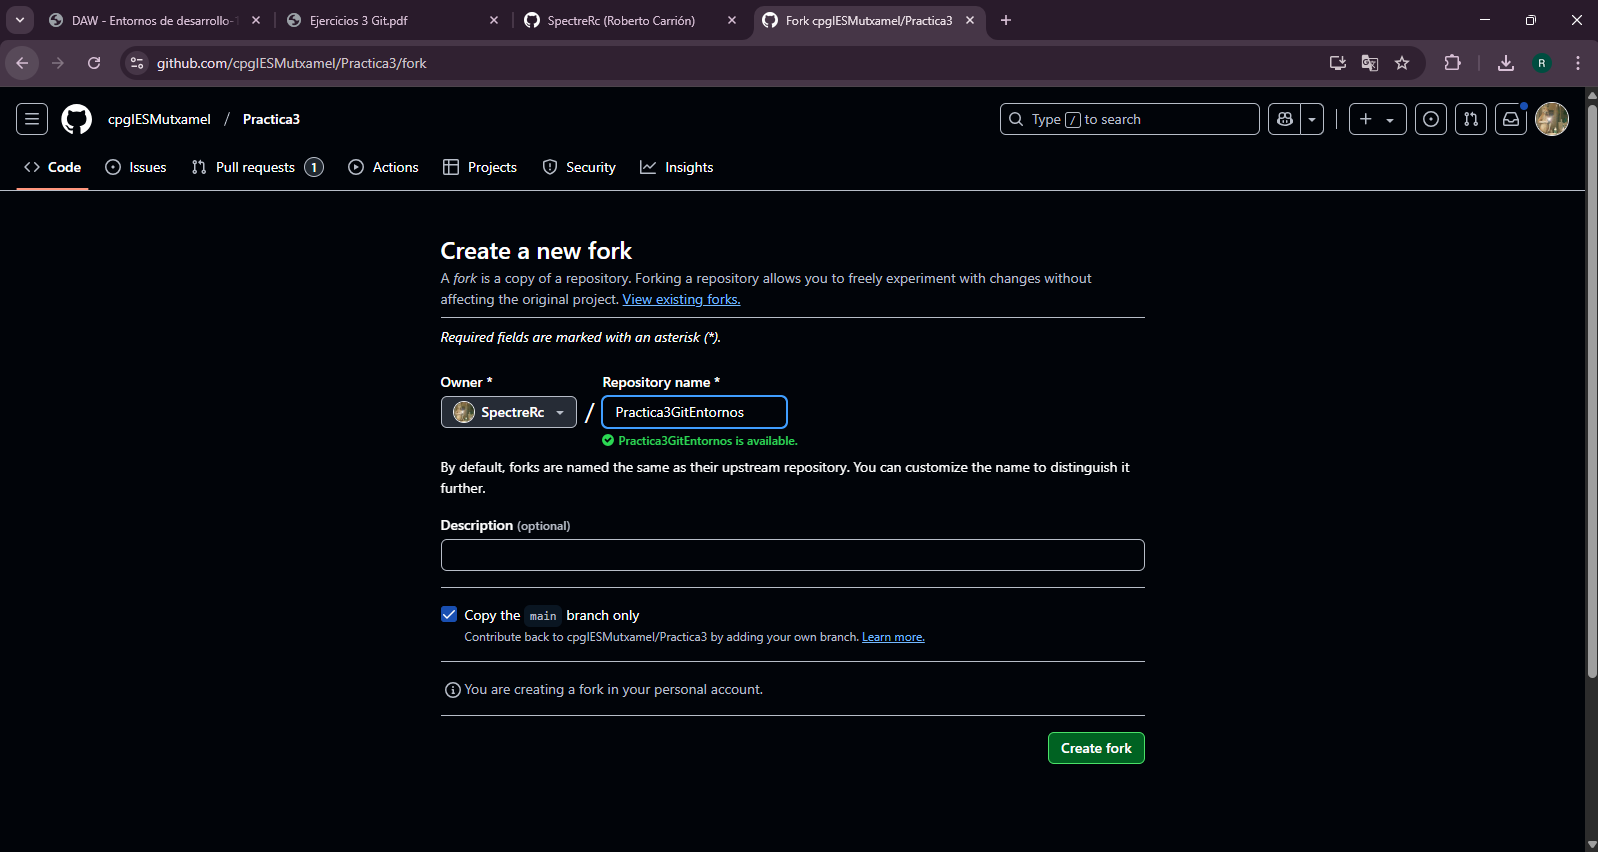 DAW - Entornos de desarrollo-
Ejercicios 3 Git.pdf
SpectreRc (Roberto Carrión)
Fork cpgIESMutxamel/Practica3
github.com/cpgIESMutxamel/Practica3/fork
R
cpgIESMutxamel / Practica3
Type / to search
Code
Issues
Pull requests 1
Actions
Projects
Security
Insights
Create a new fork
A fork is a copy of a repository. Forking a repository allows you to freely experiment with changes without
affecting the original project. View existing forks.
Required fields are marked with an asterisk (*).
Owner *
Repository name *
SpectreRc / Practica3GitEntornos
Practica3GitEntornos is available.
By default, forks are named the same as their upstream repository. You can customize the name to distinguish it
further.
Description (optional)
Copy the main branch only
Contribute back to cpgIESMutxamel/Practica3 by adding your own branch. Learn more.
You are creating a fork in your personal account.
Create fork